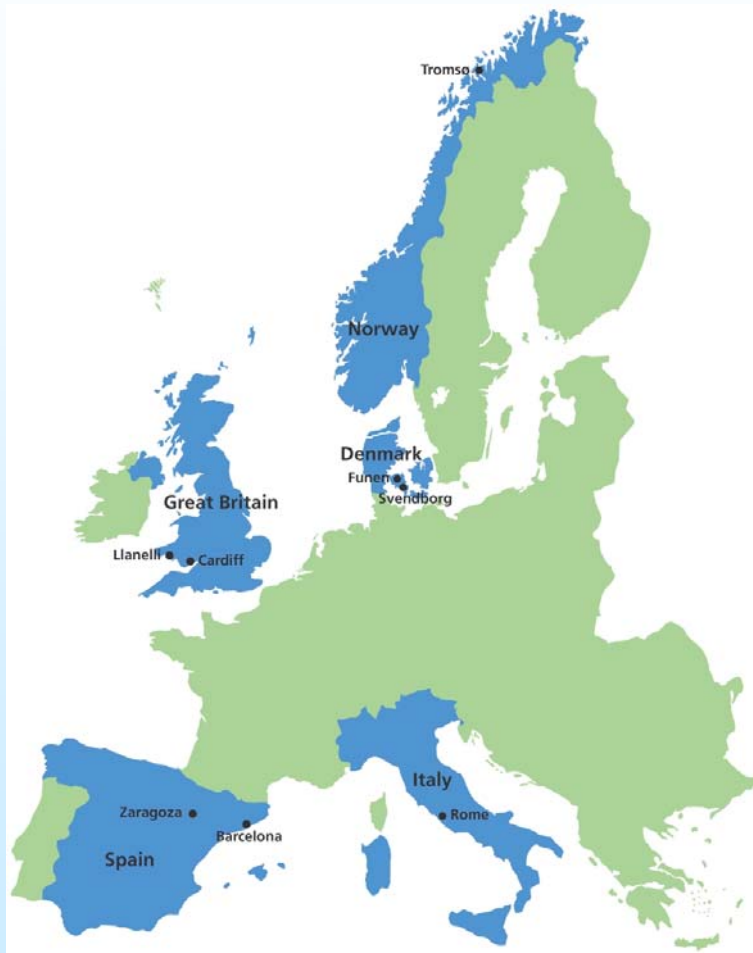 Tromsø
Norway
Denmark
Funen
Svendborg
Great Britain
Llanelli
Cardiff
Italy
Zaragoza
Rome
Barcelona
Spain